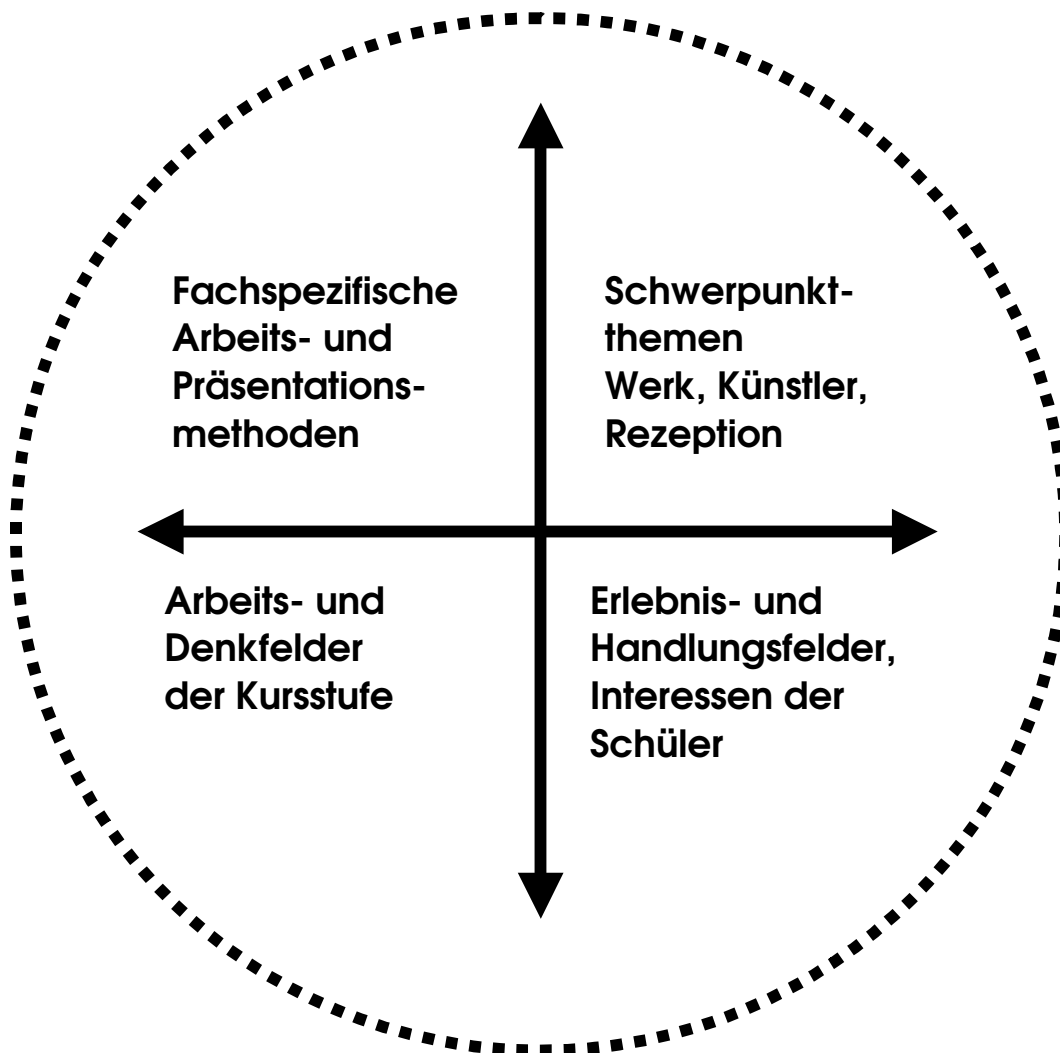 Fachspezifische
Arbeits- und
Präsentations-
methoden
Schwerpunkt-
themen
Werk, Künstler,
Rezeption
Arbeits- und
Denkfelder
der Kursstufe
Erlebnis- und
Handlungsfelder,
Interessen der
Schüler